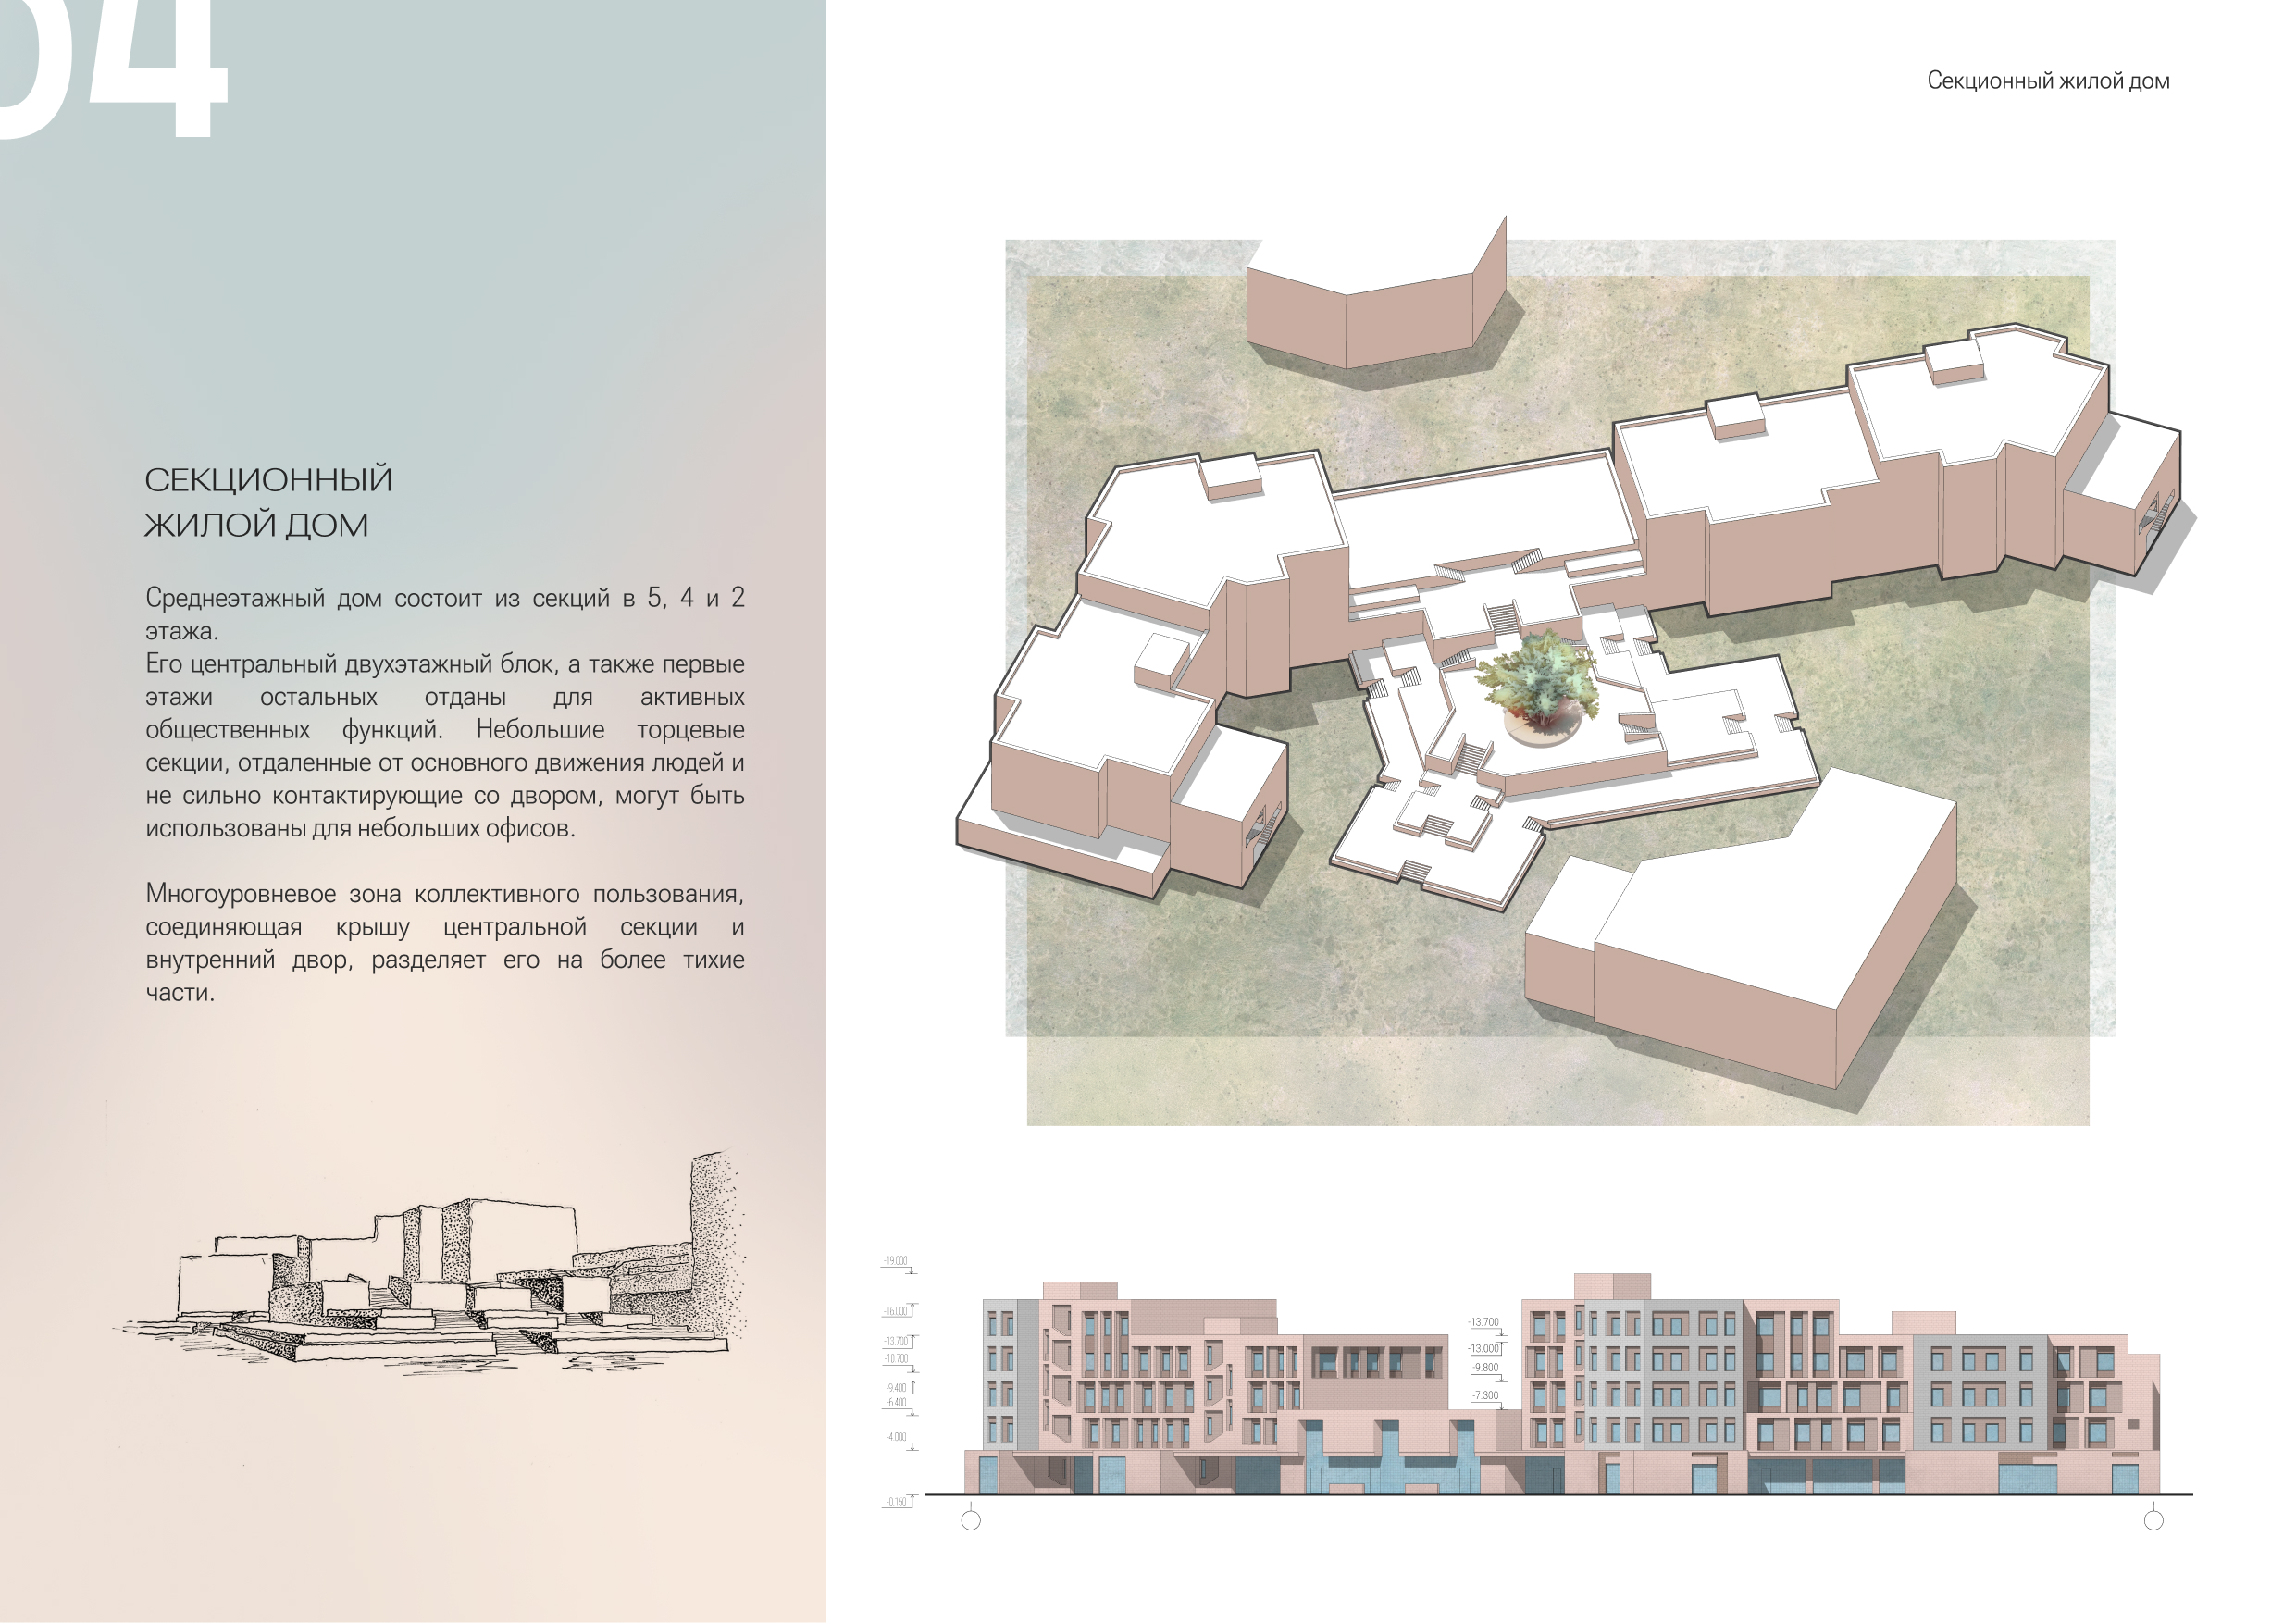 04
Секционный жилой дом
СЕКЦИОННЫЙ
ЖИЛОЙ ДОМ
Среднеэтажный дом состоит из секций в 5, 4 и 2
этажа.
Его центральный двухэтажный блок, а также первые
этажи остальных отданы для активных
общественных функций. Небольшие торцевые
секции, отдаленные от основного движения людей и
не сильно контактирующие со двором, могут быть
использованы для небольших офисов.
Многоуровневое зона коллективного пользования,
соединяющая крышу центральной секции и
внутренний двор, разделяет его на более тихие
части.
-19.000
-16.000
-13.700
-10.700
-9.400
-6.400
-4.000
-0.150
-13.700
-13.000
-9.800
-7.300